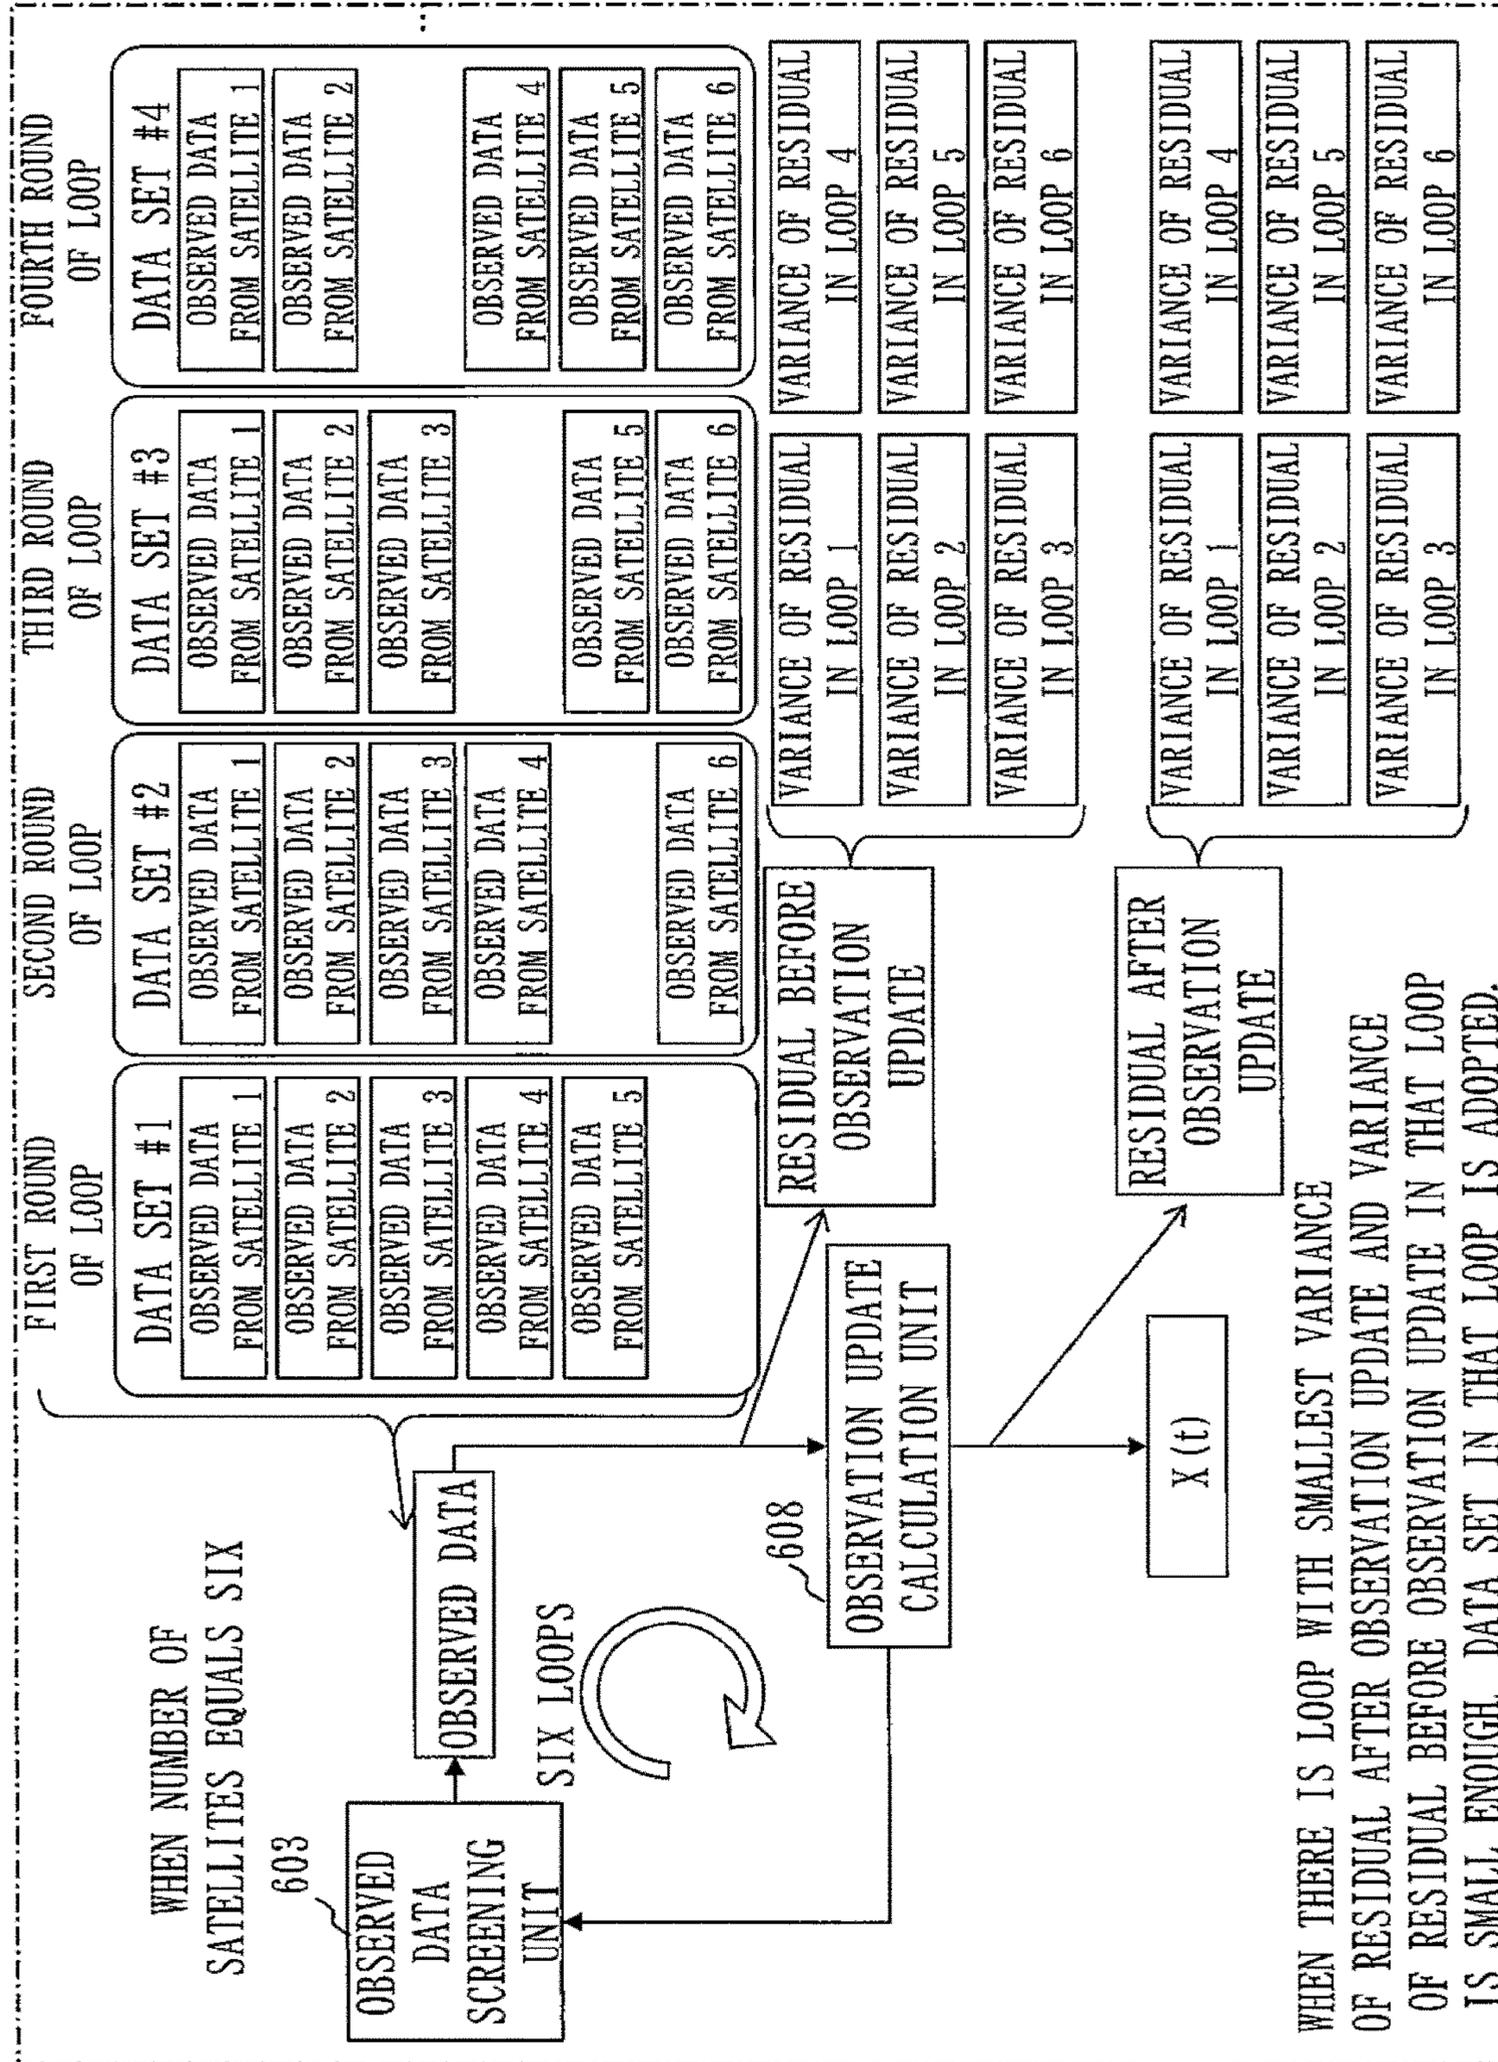 WHEN NUMBER OF
SATELLITES EQUALS SIX
603
OBSERVED
DATA
SCREENING
UNIT
OBSERVED DATA
SIX LOOPS
608
OBSERVATION UPDATE
CALCULATION UNIT
X(t)
FIRST ROUND
OF LOOP
DATA SET #1
OBSERVED DATA
FROM SATELLITE 1
OBSERVED DATA
FROM SATELLITE 2
OBSERVED DATA
FROM SATELLITE 3
OBSERVED DATA
FROM SATELLITE 4
OBSERVED DATA
FROM SATELLITE 5
SECOND ROUND
OF LOOP
DATA SET #2
OBSERVED DATA
FROM SATELLITE 1
OBSERVED DATA
FROM SATELLITE 2
OBSERVED DATA
FROM SATELLITE 3
OBSERVED DATA
FROM SATELLITE 4
OBSERVED DATA
FROM SATELLITE 6
THIRD ROUND
OF LOOP
DATA SET #3
OBSERVED DATA
FROM SATELLITE 1
OBSERVED DATA
FROM SATELLITE 2
OBSERVED DATA
FROM SATELLITE 3
OBSERVED DATA
FROM SATELLITE 5
OBSERVED DATA
FROM SATELLITE 6
FOURTH ROUND
OF LOOP
DATA SET #4
OBSERVED DATA
FROM SATELLITE 1
OBSERVED DATA
FROM SATELLITE 2
OBSERVED DATA
FROM SATELLITE 4
OBSERVED DATA
FROM SATELLITE 5
OBSERVED DATA
FROM SATELLITE 6
...
RESIDUAL BEFORE
OBSERVATION
UPDATE
VARIANCE OF RESIDUAL
IN LOOP 1
VARIANCE OF RESIDUAL
IN LOOP 2
VARIANCE OF RESIDUAL
IN LOOP 3
VARIANCE OF RESIDUAL
IN LOOP 4
VARIANCE OF RESIDUAL
IN LOOP 5
VARIANCE OF RESIDUAL
IN LOOP 6
RESIDUAL AFTER
OBSERVATION
UPDATE
VARIANCE OF RESIDUAL
IN LOOP 1
VARIANCE OF RESIDUAL
IN LOOP 2
VARIANCE OF RESIDUAL
IN LOOP 3
VARIANCE OF RESIDUAL
IN LOOP 4
VARIANCE OF RESIDUAL
IN LOOP 5
VARIANCE OF RESIDUAL
IN LOOP 6
WHEN THERE IS LOOP WITH SMALLEST VARIANCE
OF RESIDUAL AFTER OBSERVATION UPDATE AND VARIANCE
OF RESIDUAL BEFORE OBSERVATION UPDATE IN THAT LOOP
IS SMALL ENOUGH, DATA SET IN THAT LOOP IS ADOPTED.